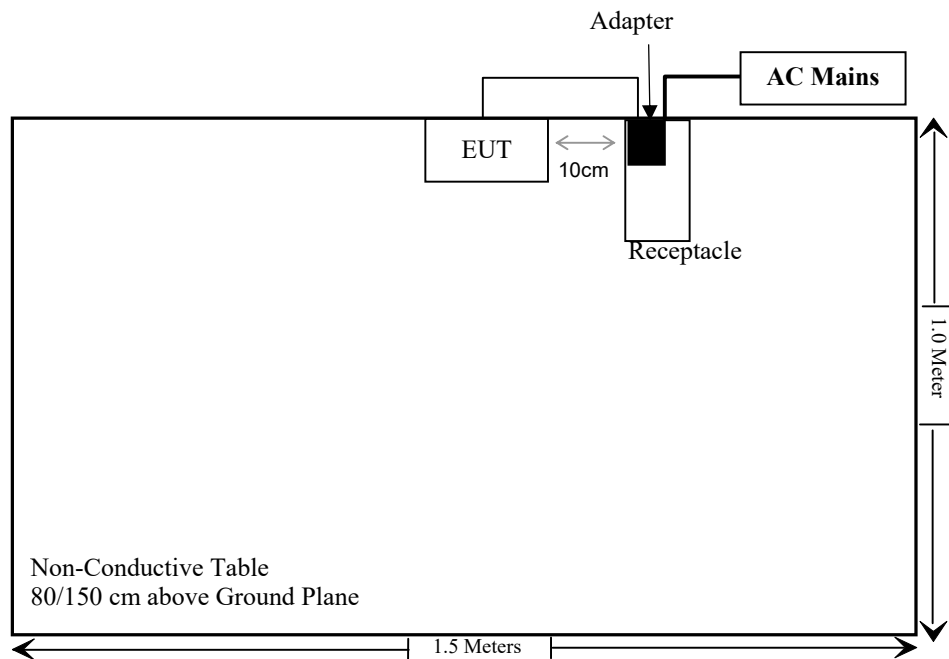 Adapter
AC Mains
EUT
10cm
Receptacle
1.0 Meter
Non-Conductive Table
80/150 cm above Ground Plane
1.5 Meters